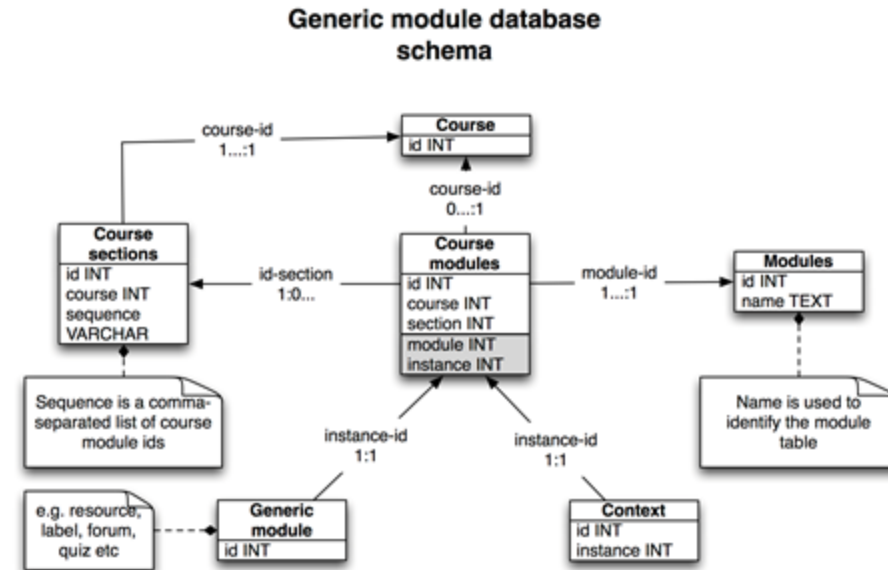 Generic module database
schema
course-id
1...:1
Course
id INT
course-id
0...:1
Course
sections
id INT
course INT
sequence
VARCHAR
id-section
1:0...
Course
modules
id INT
course INT
section INT
module INT
instance INT
module-id
1...:1
Modules
id INT
name TEXT
Sequence is a comma-
separated list of course
module ids
instance-id
1:1
instance-id
1:1
Name is used to
identify the module
table
e.g. resource,
label, forum,
quiz etc
Generic
module
id INT
Context
id INT
instance INT